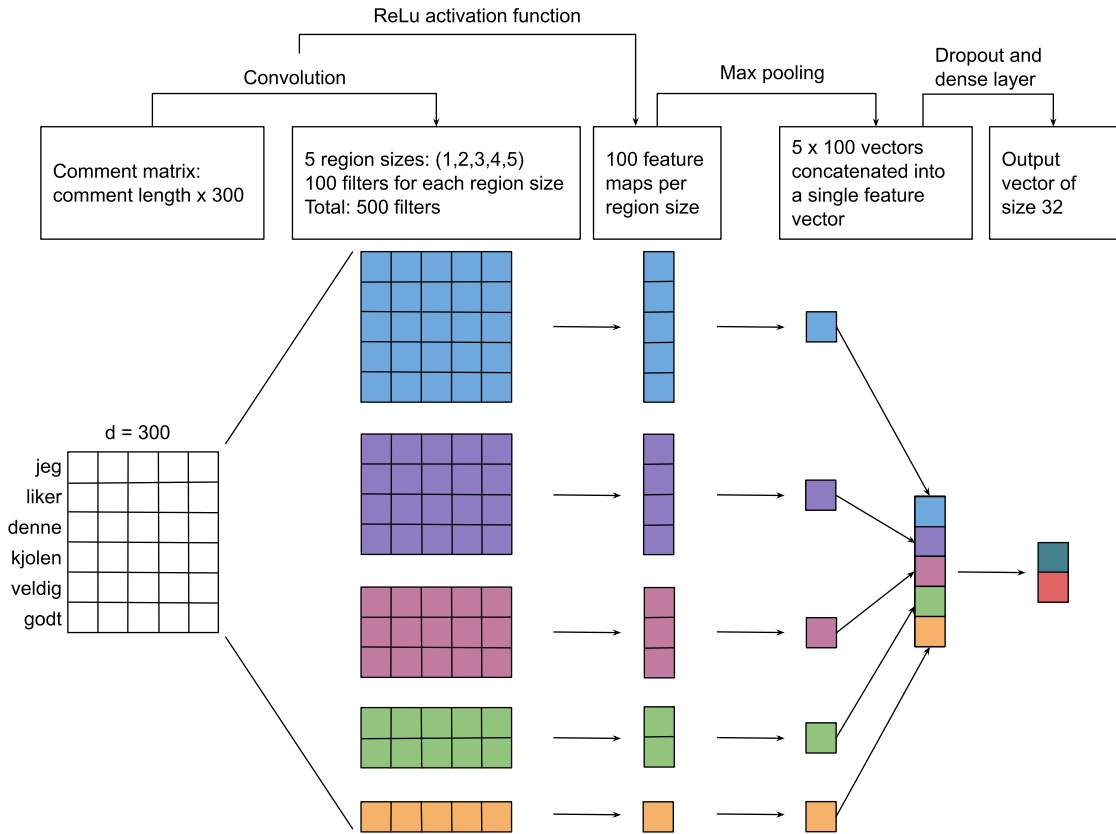 ReLu activation function
Convolution
Max pooling
Dropout and
dense layer
Comment matrix:
comment length x 300
5 region sizes: (1,2,3,4,5)
100 filters for each region size
Total: 500 filters
100 feature
maps per
region size
5 x 100 vectors
concatenated into
a single feature
vector
Output
vector of
size 32
d = 300
jeg
liker
denne
kjolen
veldig
godt